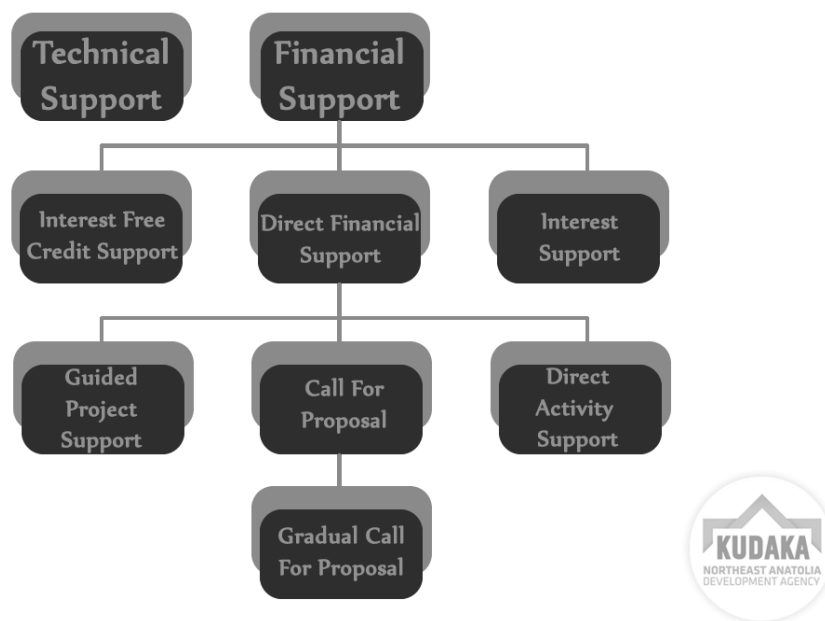 Technical
Support
Financial
Support
Interest Free
Credit Support
Direct Financial
Support
Interest
Support
Guided
Project
Support
Call For
Proposal
Direct
Activity
Support
Gradual Call
For Proposal
KUDAKA
NORTHEAST ANATOLIA
DEVELOPMENT AGENCY